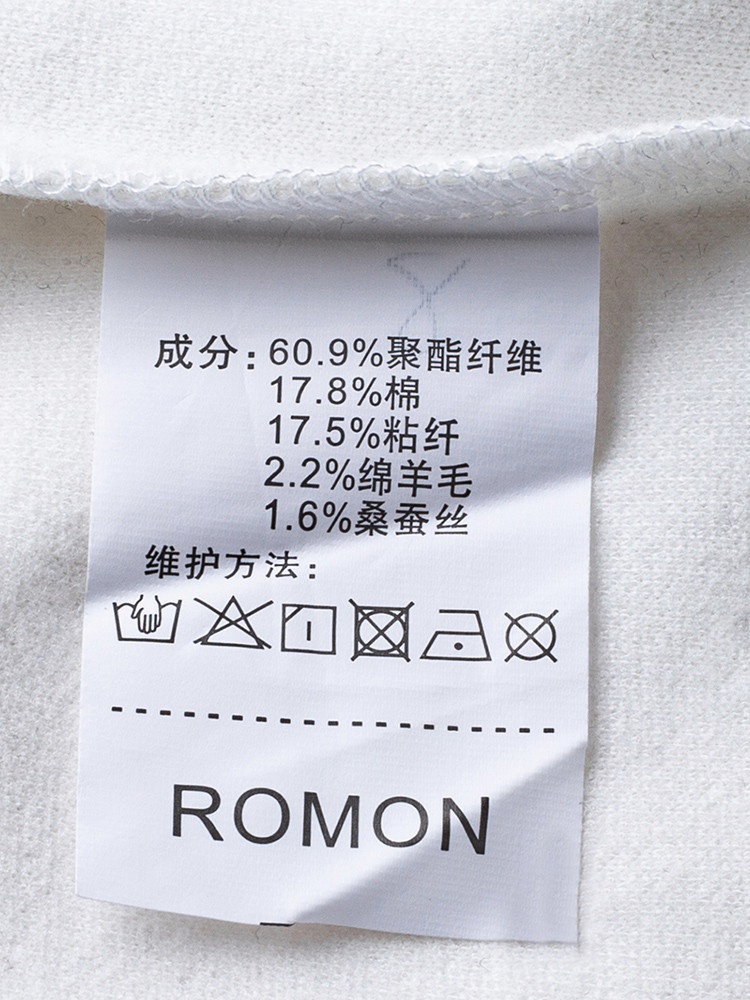 成分：60.9%聚酯纤维
17.8%棉
17.5%粘纤
2.2%绵羊毛
1.6%桑蚕丝
维护方法：
ROMON